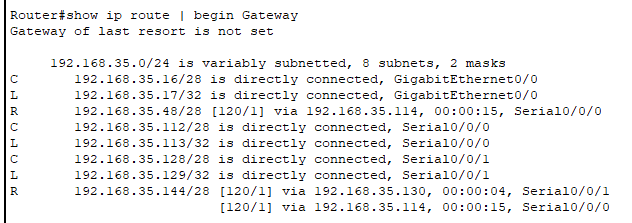 Router#show ip route | begin Gateway
Gateway of last resort is not set
192.168.35.0/24 is variably subnetted, 8 subnets, 2 masks
C 192.168.35.16/28 is directly connected, GigabitEthernet0/0
L 192.168.35.17/32 is directly connected, GigabitEthernet0/0
R 192.168.35.48/28 [120/1] via 192.168.35.114, 00:00:15, Serial0/0/0
C 192.168.35.112/28 is directly connected, Serial0/0/0
L 192.168.35.113/32 is directly connected, Serial0/0/0
C 192.168.35.128/28 is directly connected, Serial0/0/1
L 192.168.35.129/32 is directly connected, Serial0/0/1
R 192.168.35.144/28 [120/1] via 192.168.35.130, 00:00:04, Serial0/0/1
[120/1] via 192.168.35.114, 00:00:15, Serial0/0/0